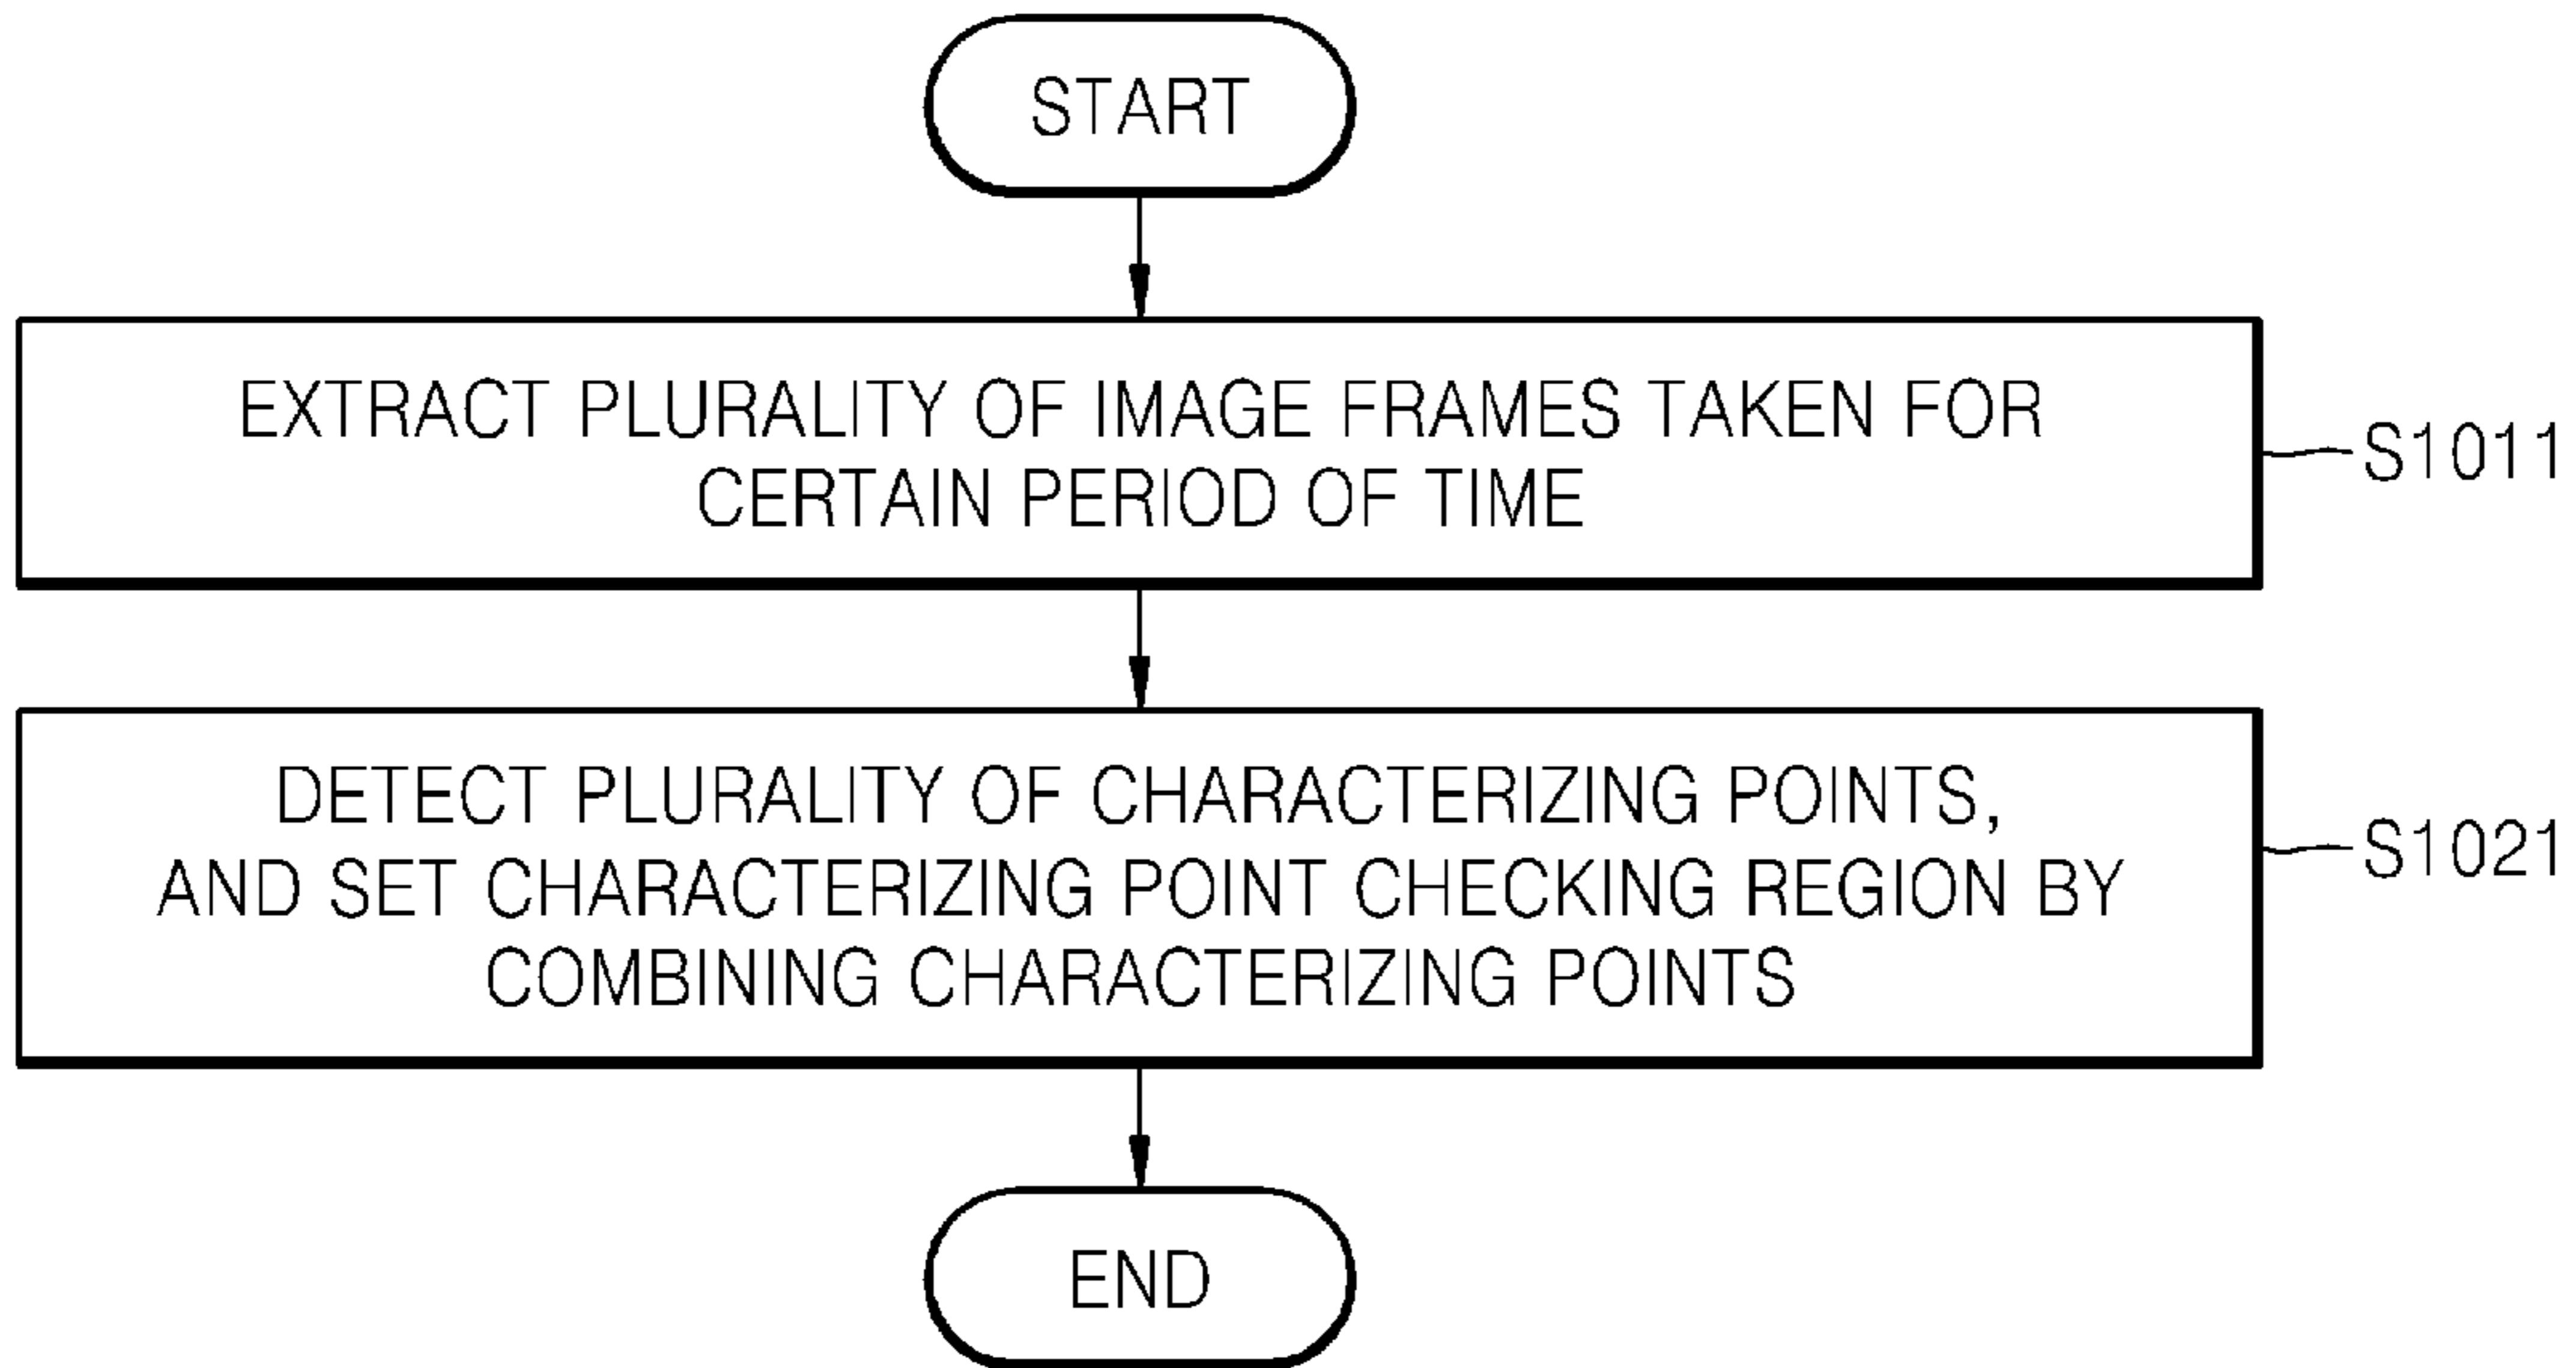 START
EXTRACT PLURALITY OF IMAGE FRAMES TAKEN FOR
CERTAIN PERIOD OF TIME
S1011
DETECT PLURALITY OF CHARACTERIZING POINTS,
AND SET CHARACTERIZING POINT CHECKING REGION BY
COMBINING CHARACTERIZING POINTS
S1021
END